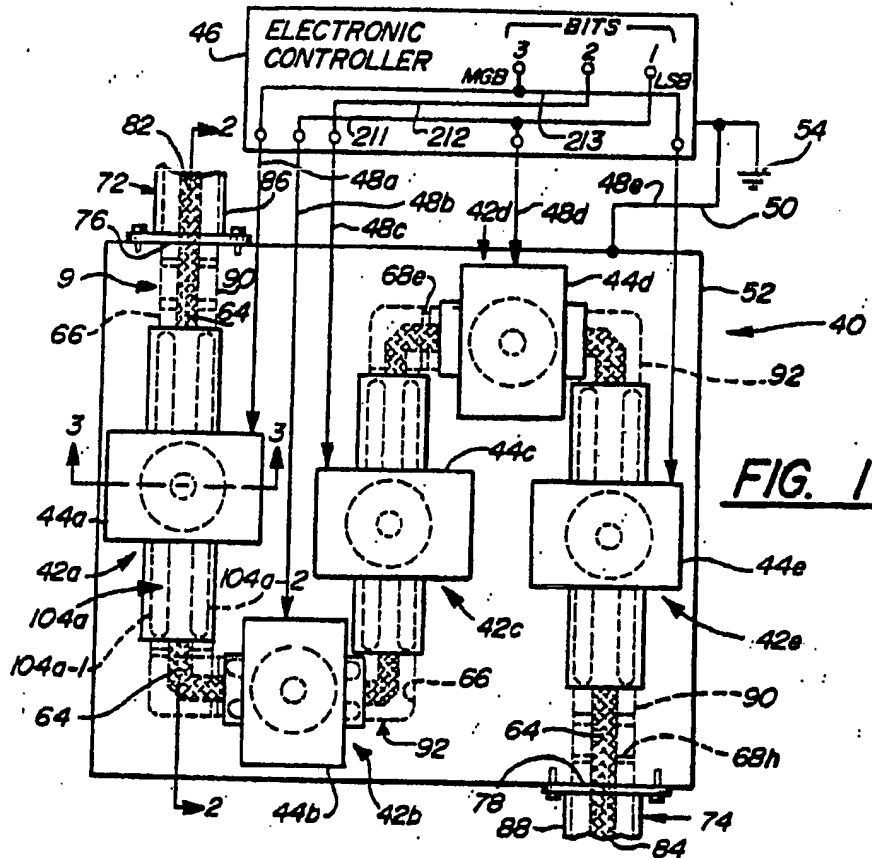 46
ELECTRONIC CONTROLLER
BITS
3 2 1
MGB LSB
211 212 213
82 2
54
72 86 48a 48e
48b 42d 48d 50
76 48c
9 90 68e 44d 52
66 64 40
92
3 3 44c
FIG. 1
44a
44e
42a 104a-2
104a 42c 42e
104a-1 66 90
64 92 64
68h
2 78
44b 42b 88 74
84